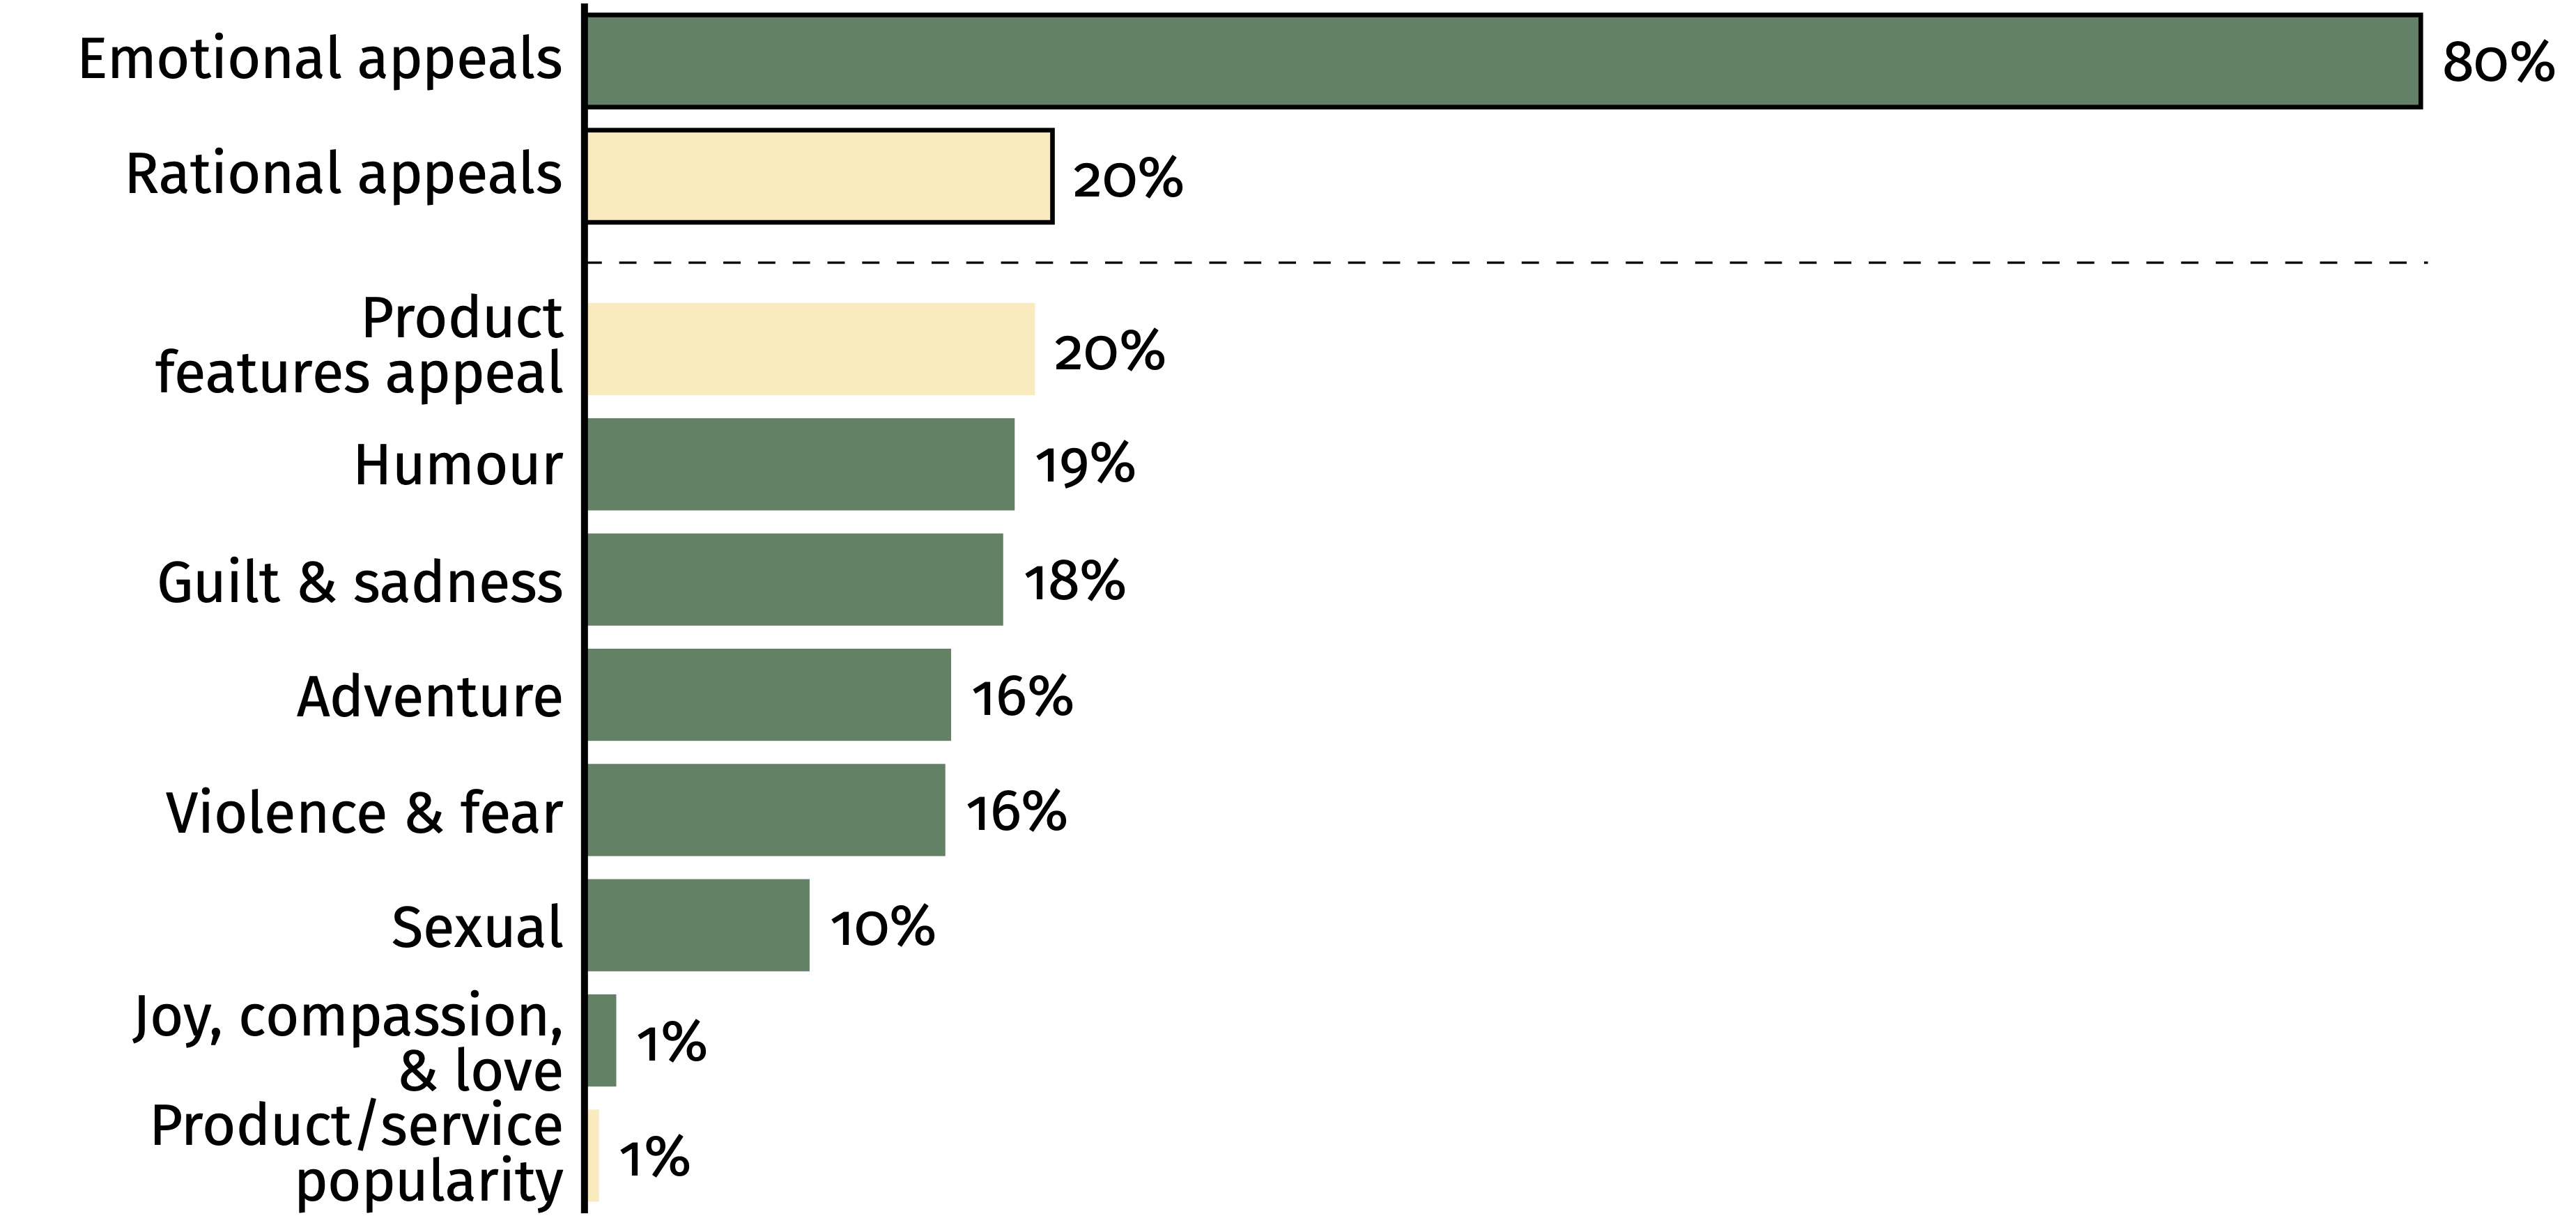 Emotional appeals 80%
Rational appeals 20%
Product
features appeal 20%
Humour 19%
Guilt & sadness 18%
Adventure 16%
Violence & fear 16%
Sexual 10%
Joy, compassion,
& love 1%
Product/service
popularity 1%